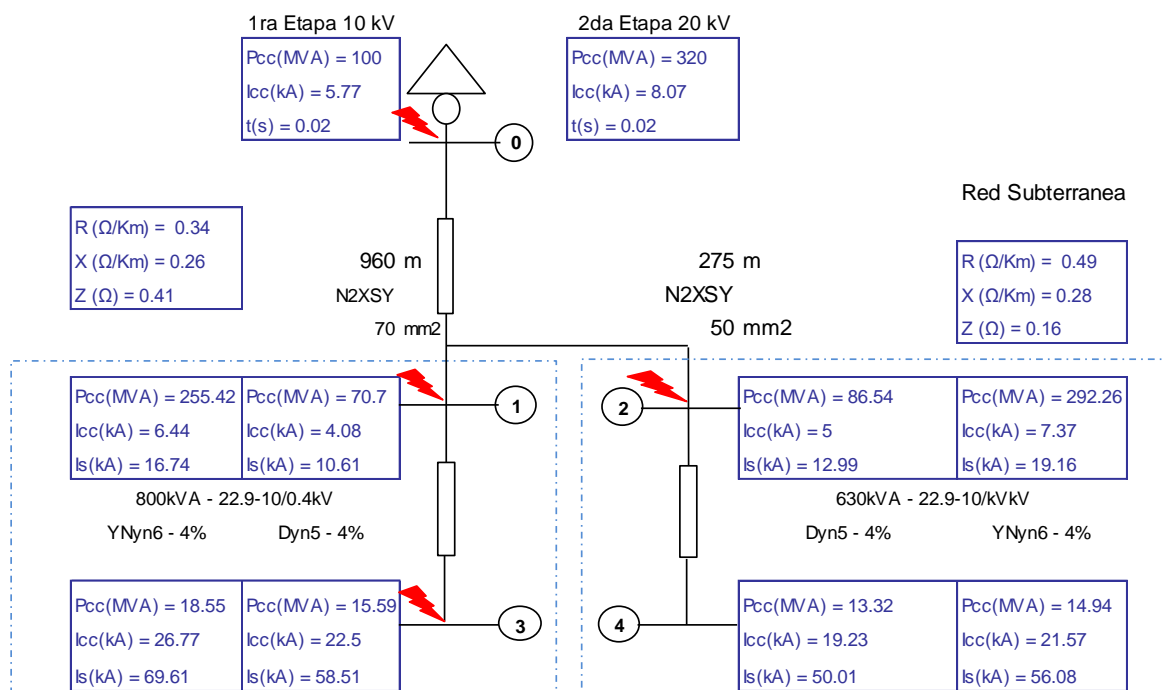 1ra Etapa 10 kV
2da Etapa 20 kV
Pcc(MVA) = 100
Icc(kA) = 5.77
t(s) = 0.02
Pcc(MVA) = 320
Icc(kA) = 8.07
t(s) = 0.02
0
Red Subterranea
R (Ω/Km) = 0.34
X (Ω/Km) = 0.26
Z (Ω) = 0.41
960 m
N2XSY
70 mm2
275 m
N2XSY
50 mm2
R (Ω/Km) = 0.49
X (Ω/Km) = 0.28
Z (Ω) = 0.16
Pcc(MVA) = 255.42
Icc(kA) = 6.44
Is(kA) = 16.74
Pcc(MVA) = 70.7
Icc(kA) = 4.08
Is(kA) = 10.61
1
2
Pcc(MVA) = 86.54
Icc(kA) = 5
Is(kA) = 12.99
Pcc(MVA) = 292.26
Icc(kA) = 7.37
Is(kA) = 19.16
800kVA - 22.9-10/0.4kV
YNyn6 - 4%
Dyn5 - 4%
630kVA - 22.9-10/kVkV
Dyn5 - 4%
YNyn6 - 4%
Pcc(MVA) = 18.55
Icc(kA) = 26.77
Is(kA) = 69.61
Pcc(MVA) = 15.59
Icc(kA) = 22.5
Is(kA) = 58.51
3
4
Pcc(MVA) = 13.32
Icc(kA) = 19.23
Is(kA) = 50.01
Pcc(MVA) = 14.94
Icc(kA) = 21.57
Is(kA) = 56.08